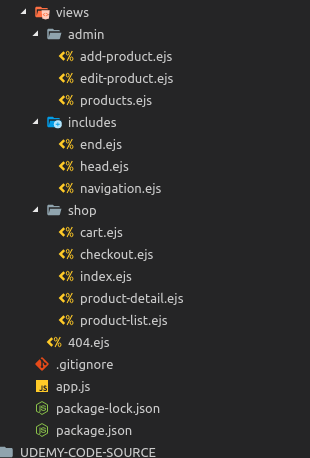 views
admin
add-product.ejs
edit-product.ejs
products.ejs
includes
end.ejs
head.ejs
navigation.ejs
shop
cart.ejs
checkout.ejs
index.ejs
product-detail.ejs
product-list.ejs
404.ejs
.gitignore
app.js
package-lock.json
package.json
UDEMY-CODE-SOURCE